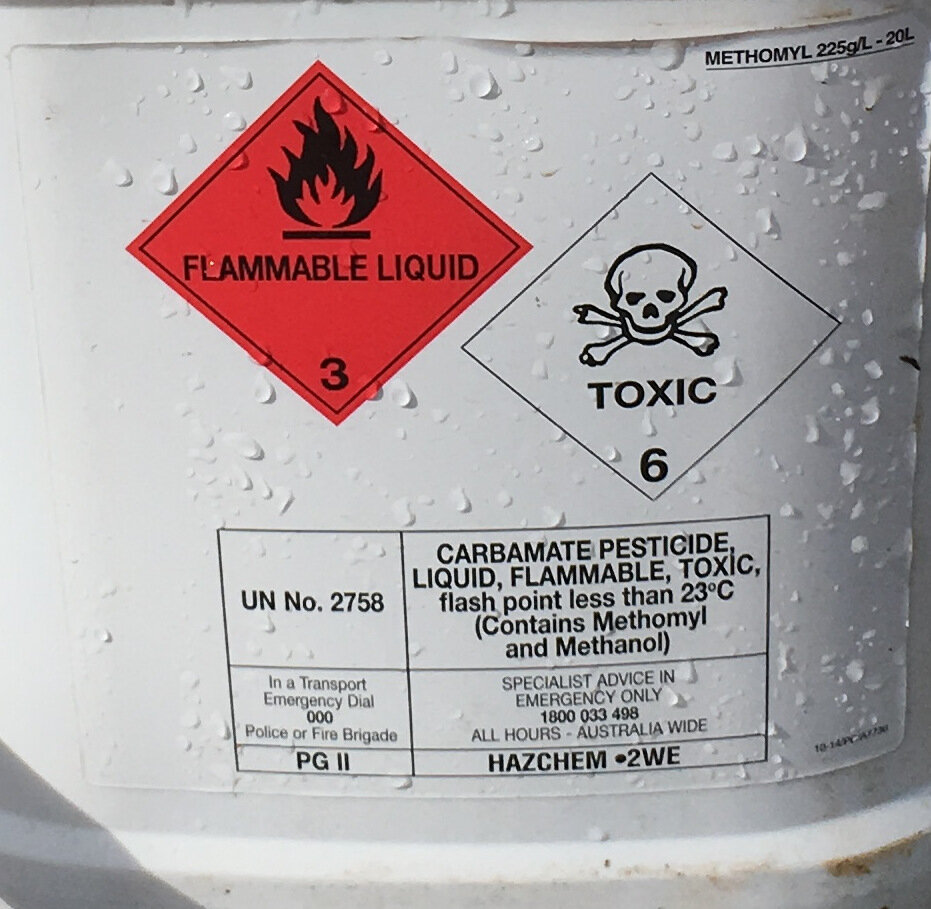 METHOMYL 225g/L - 20L
FLAMMABLE LIQUID
3
TOXIC
6
UN No. 2758
CARBAMATE PESTICIDE,
LIQUID, FLAMMABLE, TOXIC,
flash point less than 23ºC
(Contains Methomyl
and Methanol)
In a Transport
Emergency Dial
000
Police or Fire Brigade
SPECIALIST ADVICE IN
EMERGENCY ONLY
1800 033 498
ALL HOURS - AUSTRALIA WIDE
PG II
HAZCHEM •2WE